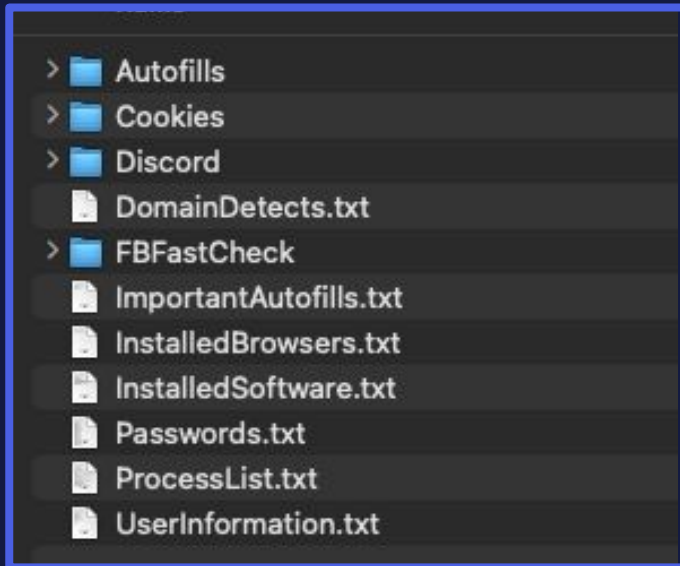 Autofills
Cookies
Discord
DomainDetects.txt
FBFastCheck
ImportantAutofills.txt
InstalledBrowsers.txt
InstalledSoftware.txt
Passwords.txt
ProcessList.txt
UserInformation.txt